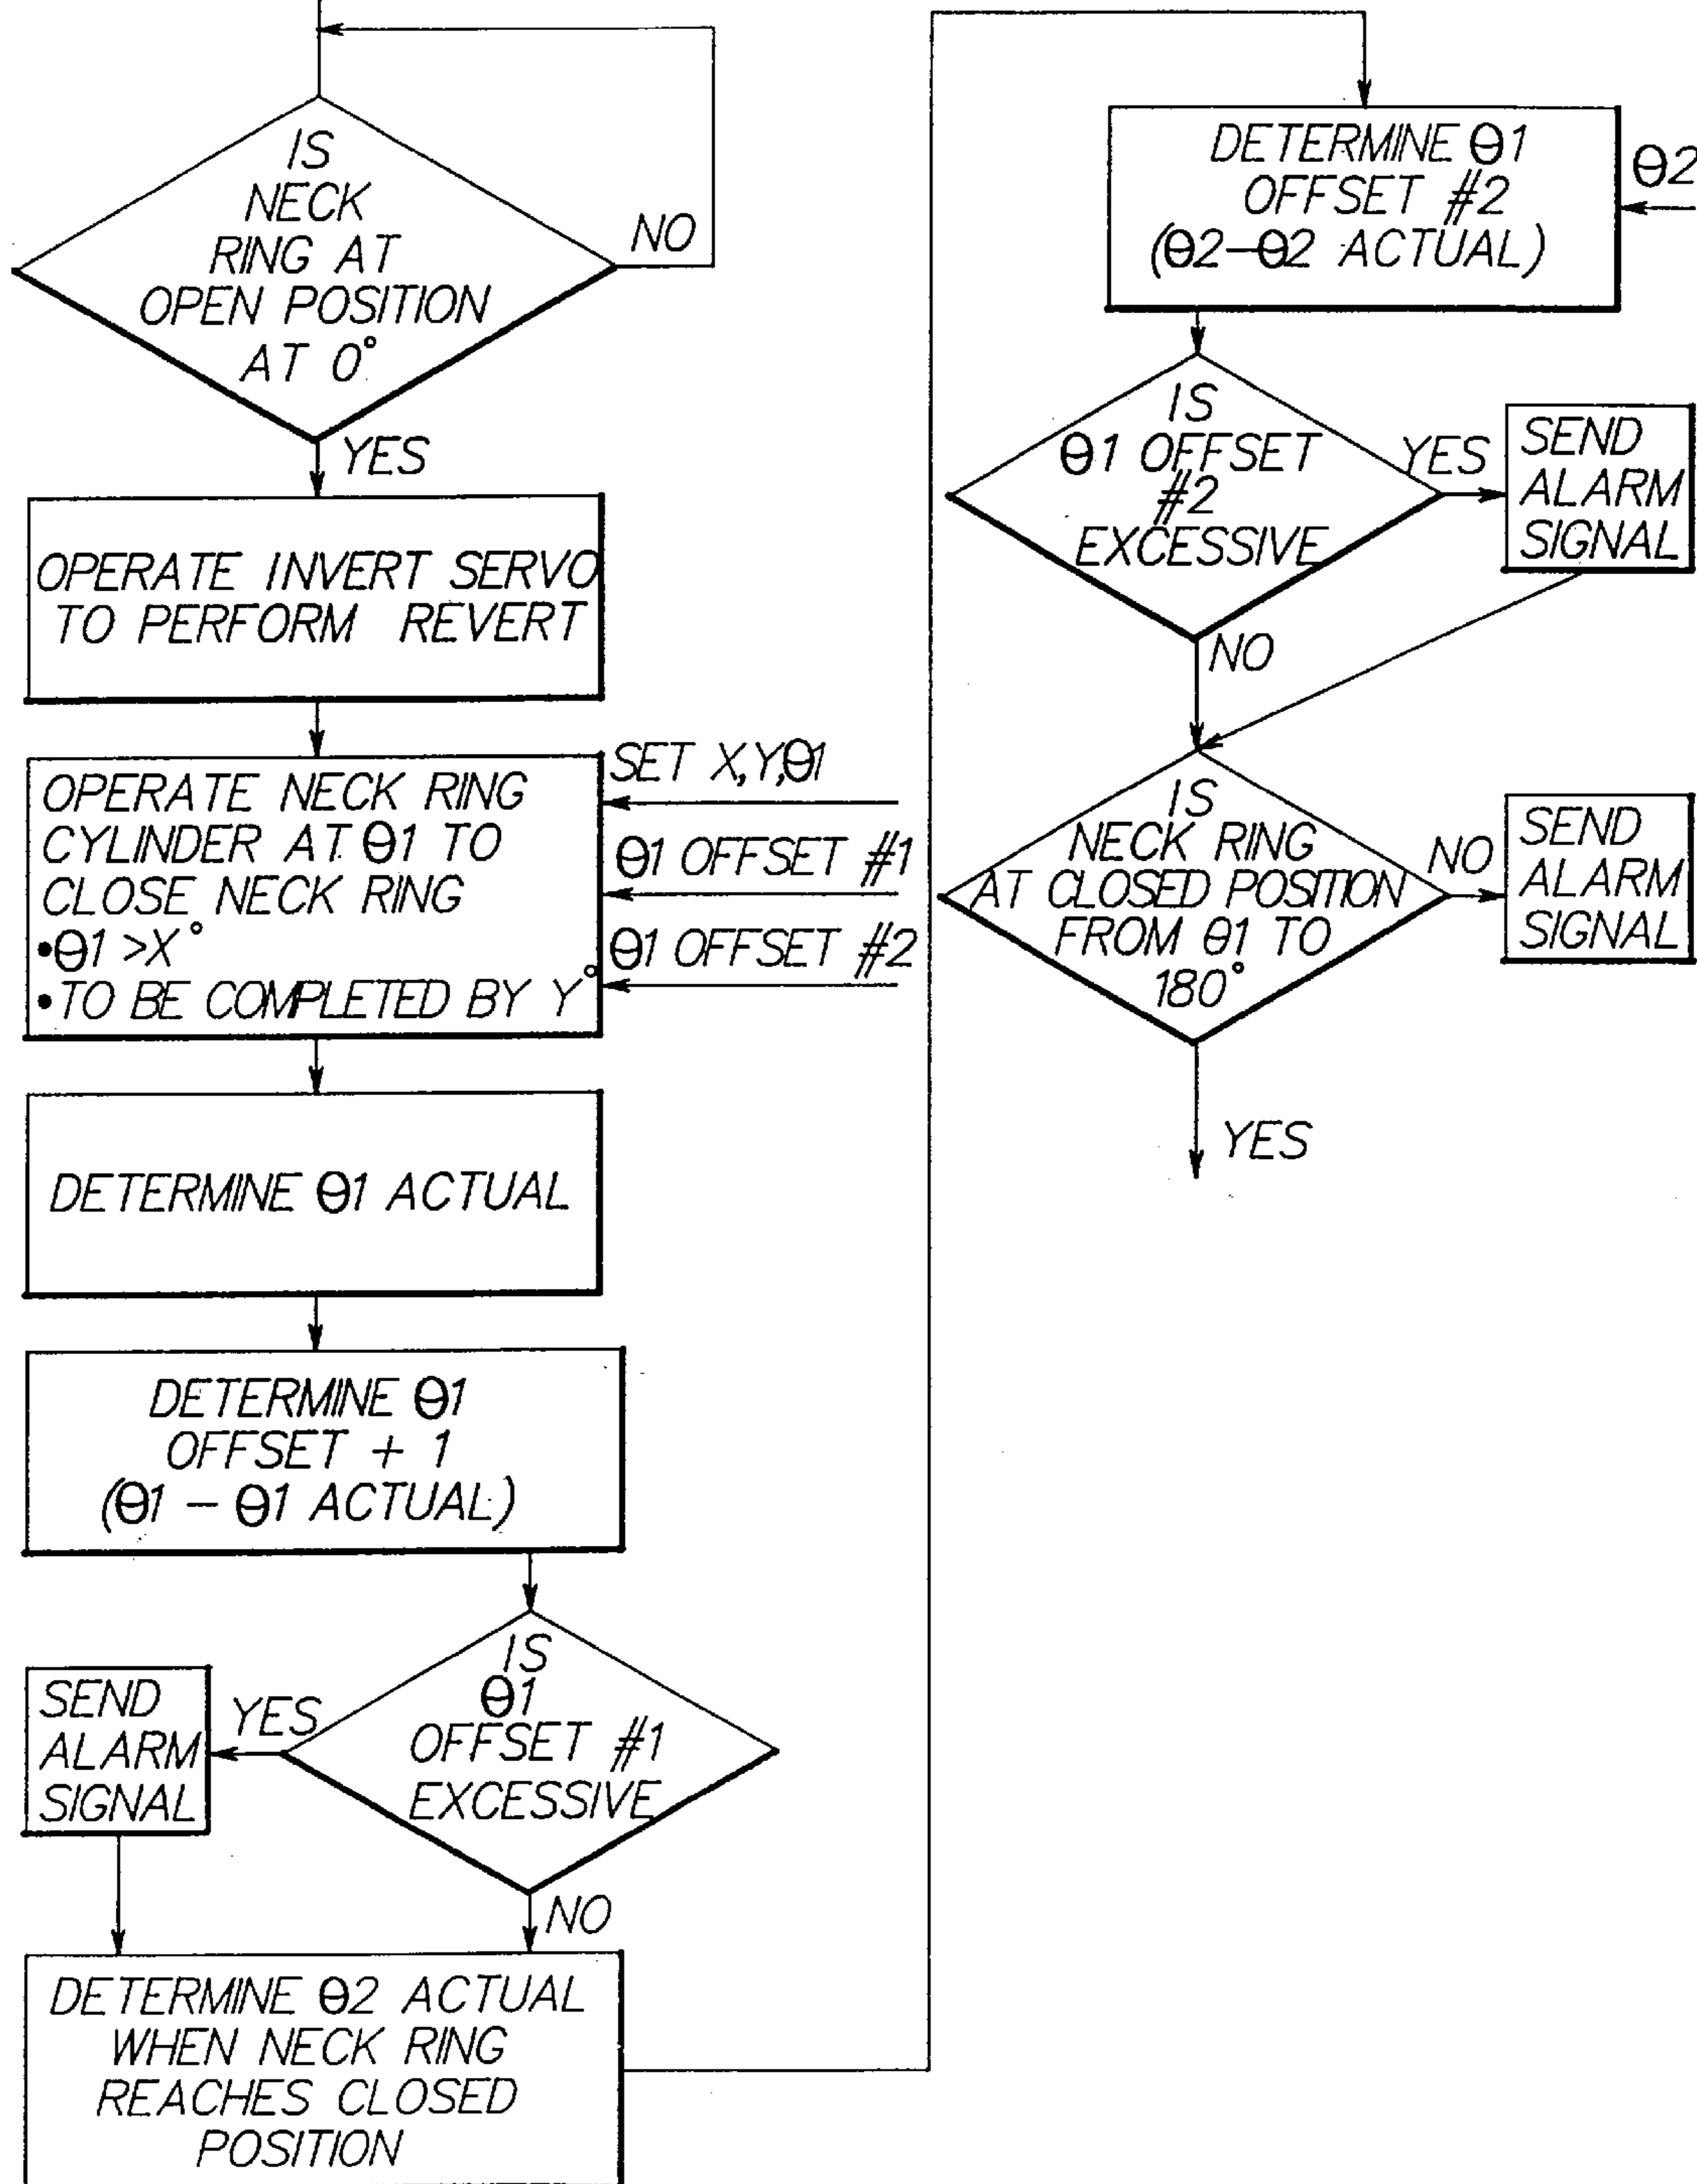 IS
NECK
RING AT
OPEN POSITION
AT 0°
NO
YES
OPERATE INVERT SERVO
TO PERFORM REVERT
OPERATE NECK RING
CYLINDER AT θ1 TO
CLOSE NECK RING
•θ1 >X°
•TO BE COMPLETED BY Y°
SET X,Y,θ1
θ1 OFFSET #1
θ1 OFFSET #2
DETERMINE θ1 ACTUAL
DETERMINE θ1
OFFSET + 1
(θ1 – θ1 ACTUAL)
IS
θ1
OFFSET #1
EXCESSIVE
YES
SEND
ALARM
SIGNAL
NO
DETERMINE θ2 ACTUAL
WHEN NECK RING
REACHES CLOSED
POSITION
DETERMINE θ1
OFFSET #2
(θ2–θ2 ACTUAL)
θ2
IS
θ1 OFFSET
#2
EXCESSIVE
YES
SEND
ALARM
SIGNAL
NO
IS
NECK RING
AT CLOSED POSITION
FROM θ1 TO
180°
NO
SEND
ALARM
SIGNAL
YES